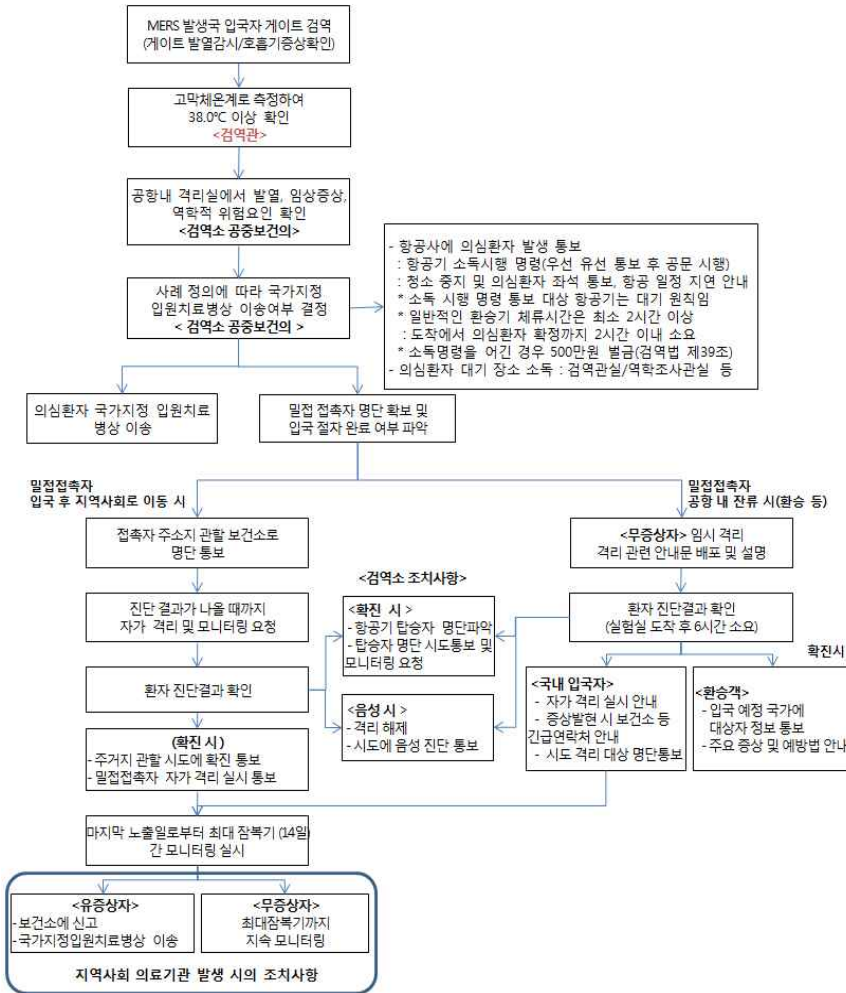 MERS 발생국 입국자 게이트 검역
(게이트 발열감시/호흡기증상확인)
고막체온계로 측정하여
38.0℃ 이상 확인
<검역관>
공항내 격리실에서 발열, 임상증상,
역학적 위험요인 확인
<검역소 공중보건의>
사례 정의에 따라 국가지정
입원치료병상 이송여부 결정
< 검역소 공중보건의 >
- 항공사에 의심환자 발생 통보
: 항공기 소독시행 명령(우선 유선 통보 후 공문 시행)
: 청소 중지 및 의심환자 좌석 통보, 항공 일정 지연 안내
* 소독 시행 명령 통보 대상 항공기는 대기 원칙임
* 일반적인 환승기 체류시간은 최소 2시간 이상
: 도착에서 의심환자 확정까지 2시간 이내 소요
* 소독명령을 어긴 경우 500만원 벌금(검역법 제39조)
- 의심환자 대기 장소 소독 : 검역관실/역학조사관실 등
의심환자 국가지정 입원치료
병상 이송
밀접 접촉자 명단 확보 및
입국 절차 완료 여부 파악
밀접접촉자
입국 후 지역사회로 이동 시
밀접접촉자
공항 내 잔류 시(환승 등)
접촉자 주소지 관할 보건소로
명단 통보
<무증상자> 임시 격리
격리 관련 안내문 배포 및 설명
<검역소 조치사항>
진단 결과가 나올 때까지
자가 격리 및 모니터링 요청
<확진 시 >
- 항공기 탑승자 명단파악
- 탑승자 명단 시도통보 및
모니터링 요청
환자 진단결과 확인
(실험실 도착 후 6시간 소요)
확진시
환자 진단결과 확인
<음성 시 >
- 격리 해제
- 시도에 음성 진단 통보
<국내 입국자>
- 자가 격리 실시 안내
- 증상발현 시 보건소 등
긴급연락처 안내
- 시도 격리 대상 명단통보
<환승객>
- 입국 예정 국가에
대상자 정보 통보
- 주요 증상 및 예방법 안내
(확진 시 )
- 주거지 관할 시도에 확진 통보
- 밀접접촉자 자가 격리 실시 통보
마지막 노출일로부터 최대 잠복기 (14일)
간 모니터링 실시
<유증상자>
- 보건소에 신고
- 국가지정입원치료병상 이송
<무증상자>
최대잠복기까지
지속 모니터링
지역사회 의료기관 발생 시의 조치사항